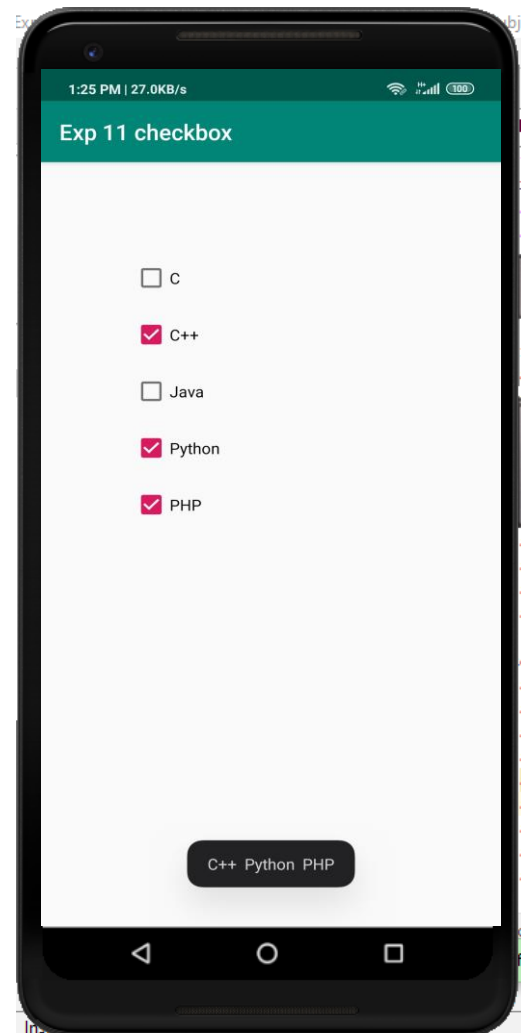 1:25 PM | 27.0KB/s 100
Exp 11 checkbox
C
C++
Java
Python
PHP
C++ Python PHP